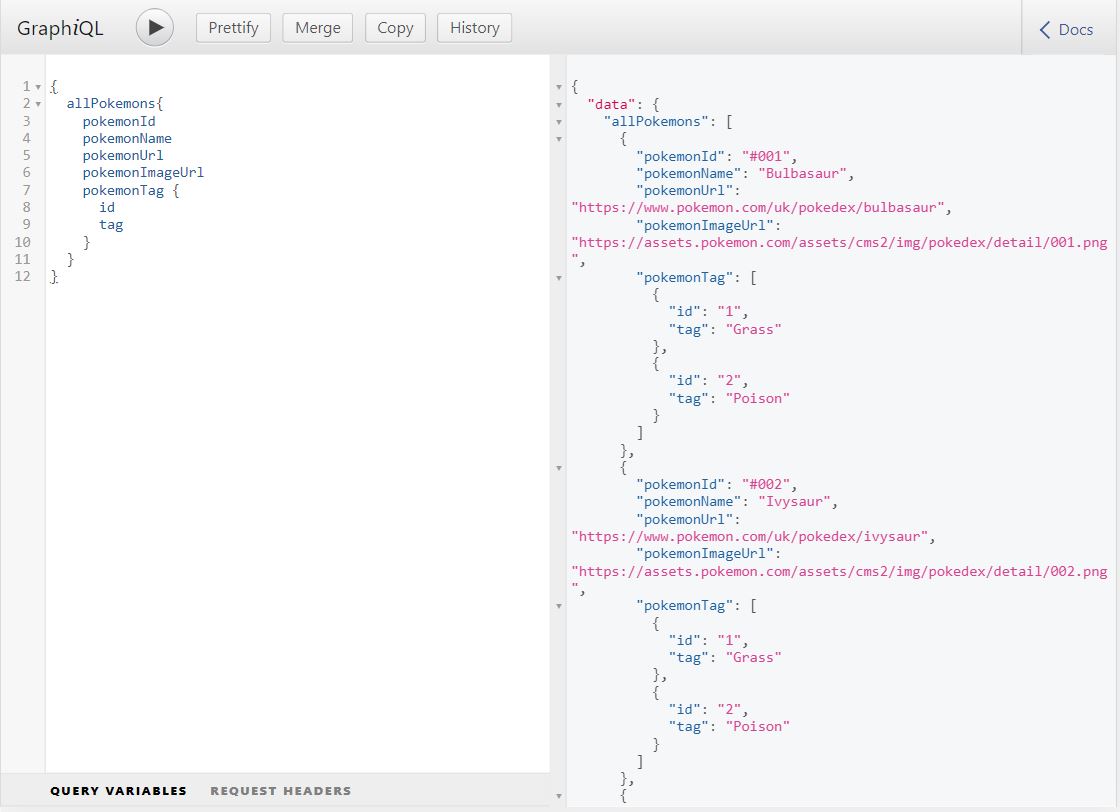 GraphiQL
Prettify
Merge
Copy
History
Docs
1 {
2 allPokemons{
3 pokemonId
4 pokemonName
5 pokemonUrl
6 pokemonImageUrl
7 pokemonTag {
8 id
9 tag
10 }
11 }
12 }
QUERY VARIABLES
REQUEST HEADERS
{
"data": {
"allPokemons": [
{
"pokemonId": "#001",
"pokemonName": "Bulbasaur",
"pokemonUrl":
"https://www.pokemon.com/uk/pokedex/bulbasaur",
"pokemonImageUrl":
"https://assets.pokemon.com/assets/cms2/img/pokedex/detail/001.png
",
"pokemonTag": [
{
"id": "1",
"tag": "Grass"
},
{
"id": "2",
"tag": "Poison"
}
]
},
{
"pokemonId": "#002",
"pokemonName": "Ivysaur",
"pokemonUrl":
"https://www.pokemon.com/uk/pokedex/ivysaur",
"pokemonImageUrl":
"https://assets.pokemon.com/assets/cms2/img/pokedex/detail/002.png
",
"pokemonTag": [
{
"id": "1",
"tag": "Grass"
},
{
"id": "2",
"tag": "Poison"
}
]
},
{